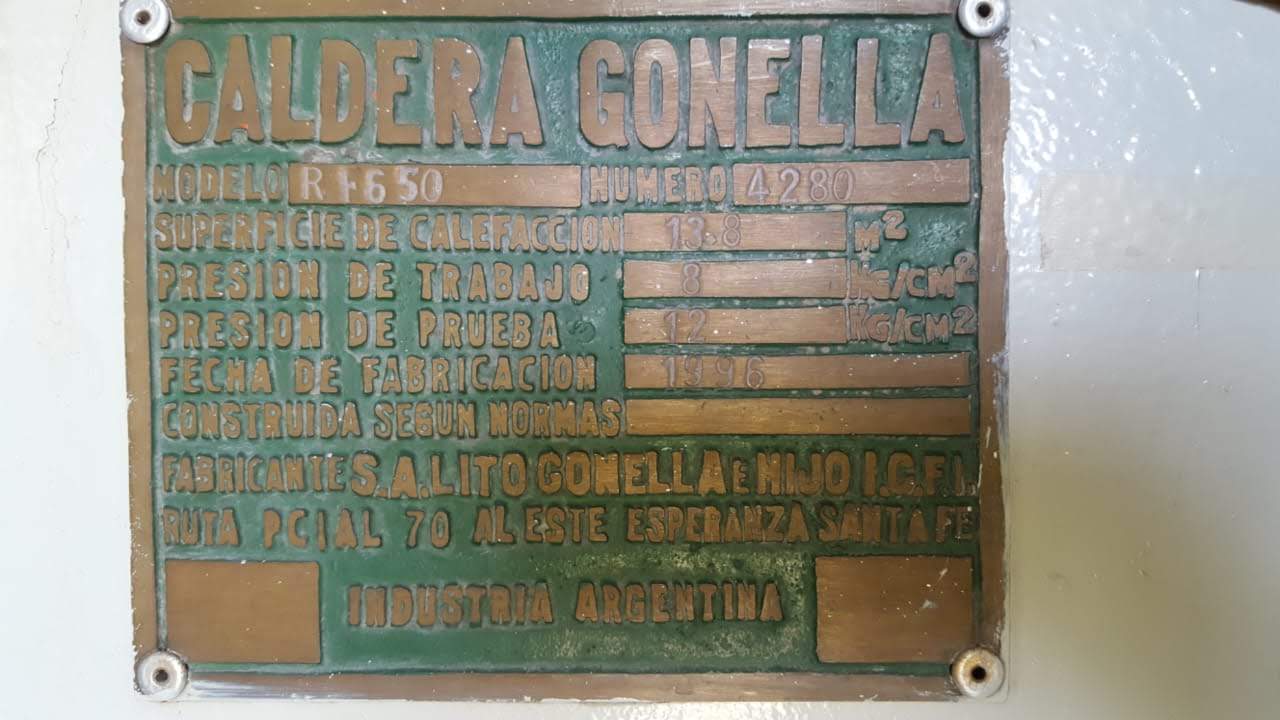 CALDERA GONELLA
MODELO R1-650 NUMERO 4280
SUPERFICIE DE CALEFACCION 13.8 M²
PRESION DE TRABAJO 8 KG/CM²
PRESION DE PRUEBA 12 KG/CM²
FECHA DE FABRICACION 1996
CONSTRUIDA SEGUN NORMAS
FABRICANTE S.A. LITO GONELLA E HIJO I.C.F.I.
RUTA PCIAL 70 AL ESTE ESPERANZA SANTA FE
INDUSTRIA ARGENTINA